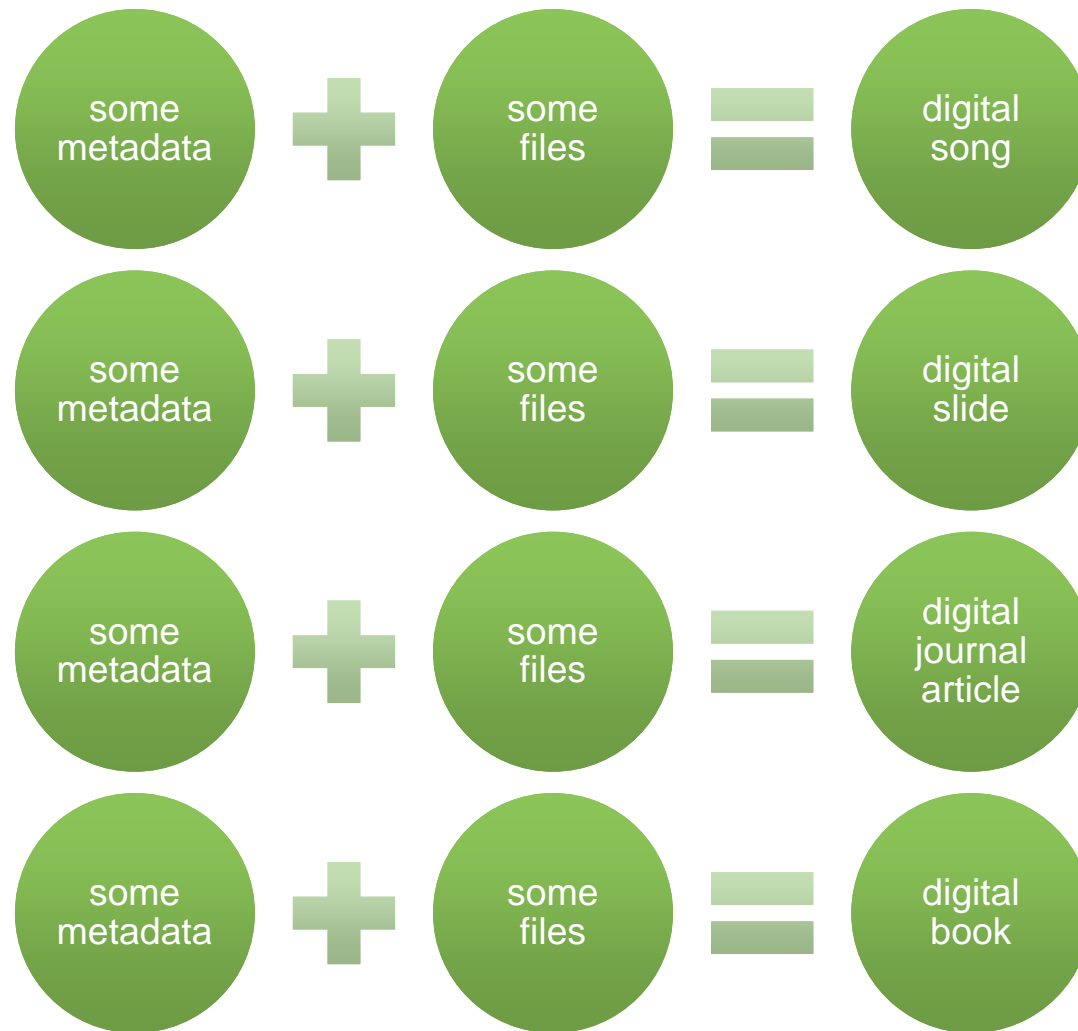 some
metadata
some
files
digital
song
some
metadata
some
files
digital
slide
some
metadata
some
files
digital
journal
article
some
metadata
some
files
digital
book